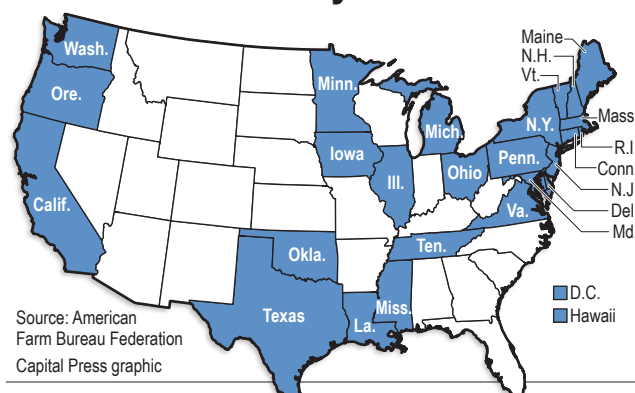 Maine
N.H.
Vt.
Wash.
Ore.
Calif.
Minn.
Iowa
Ill.
Mich.
Ohio
N.Y.
Penn.
Va.
Ten.
Okla.
Texas
La.
Miss.
Mass
R.I
Conn
N.J
Del
Md
D.C.
Hawaii
Source: American
Farm Bureau Federation
Capital Press graphic